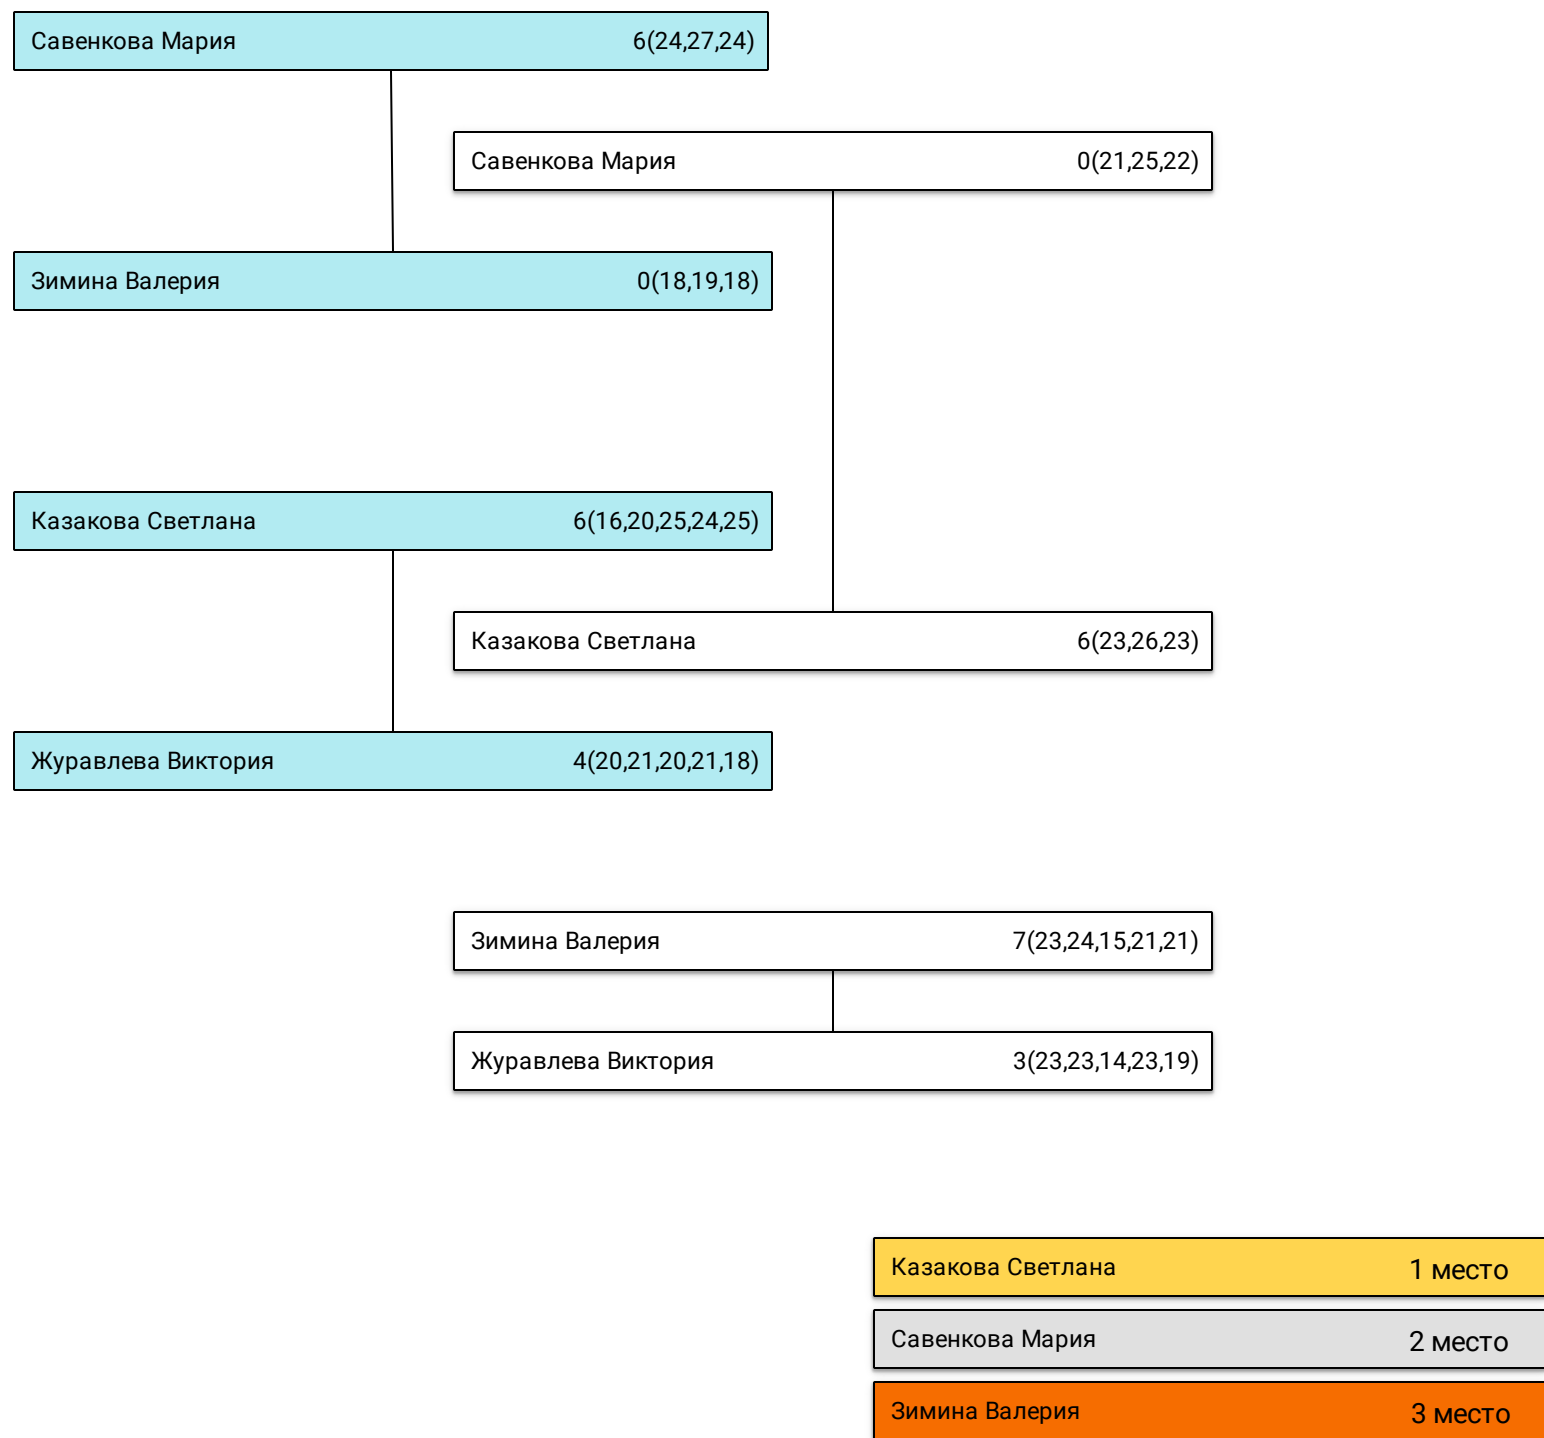 Савенкова Мария 6(24,27,24)
Савенкова Мария 0(21,25,22)
Зимина Валерия 0(18,19,18)
Казакова Светлана 6(16,20,25,24,25)
Казакова Светлана 6(23,26,23)
Журавлева Виктория 4(20,21,20,21,18)
Зимина Валерия 7(23,24,15,21,21)
Журавлева Виктория 3(23,23,14,23,19)
Казакова Светлана 1 место
Савенкова Мария 2 место
Зимина Валерия 3 место